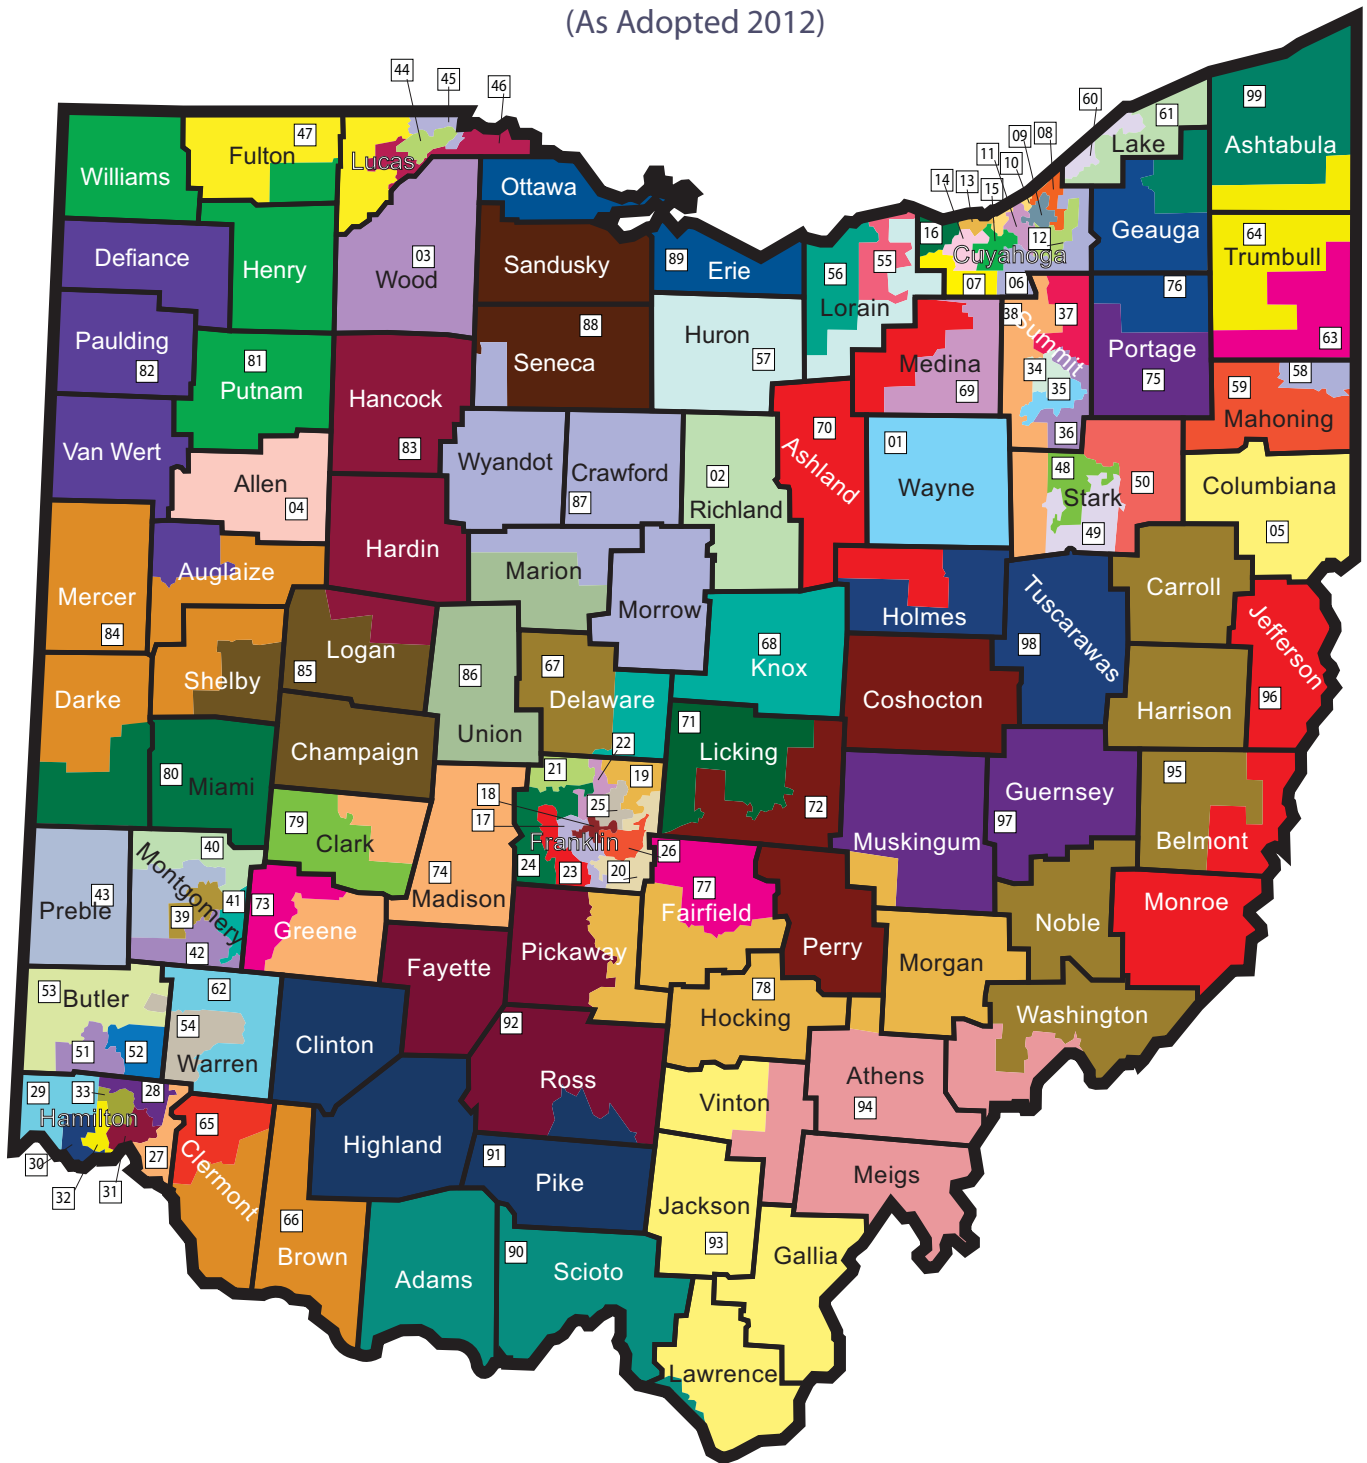 (As Adopted 2012)
44
45
46
60
61
99
47
Fulton
Lucas
Lake
Ashtabula
Williams
Ottawa
08
09
10
11
14
13
15
16
12
Cuyahoga
07
06
Geauga
64
Trumbull
63
Defiance
Henry
03
Wood
Sandusky
89
Erie
56
55
Lorain
76
Portage
75
Paulding
82
81
Putnam
88
Seneca
Huron
57
Medina
69
38
37
Summit
34
35
36
59
58
Mahoning
Hancock
83
Van Wert
Allen
04
Wyandot
Crawford
87
02
Richland
70
Ashland
01
Wayne
48
Stark
50
49
Columbiana
05
Hardin
Auglaize
Mercer
84
Marion
Morrow
Holmes
Tuscarawas
98
Carroll
Jefferson
96
Logan
85
Shelby
Darke
86
Union
67
Delaware
68
Knox
Coshocton
Harrison
Champaign
80
Miami
71
Licking
72
22
21
19
18
25
17
Franklin
26
24
23
20
Muskingum
Guernsey
97
95
Belmont
79
Clark
40
Montgomery
41
39
42
43
Preble
74
Madison
73
Greene
77
Fairfield
Perry
Noble
Monroe
Pickaway
Fayette
Morgan
53
Butler
51
52
62
54
Warren
Clinton
92
Ross
78
Hocking
Washington
29
33
28
Hamilton
30
32
31
27
65
Clermont
Highland
Vinton
Athens
94
91
Pike
Meigs
Jackson
93
66
Brown
Adams
90
Scioto
Gallia
Lawrence